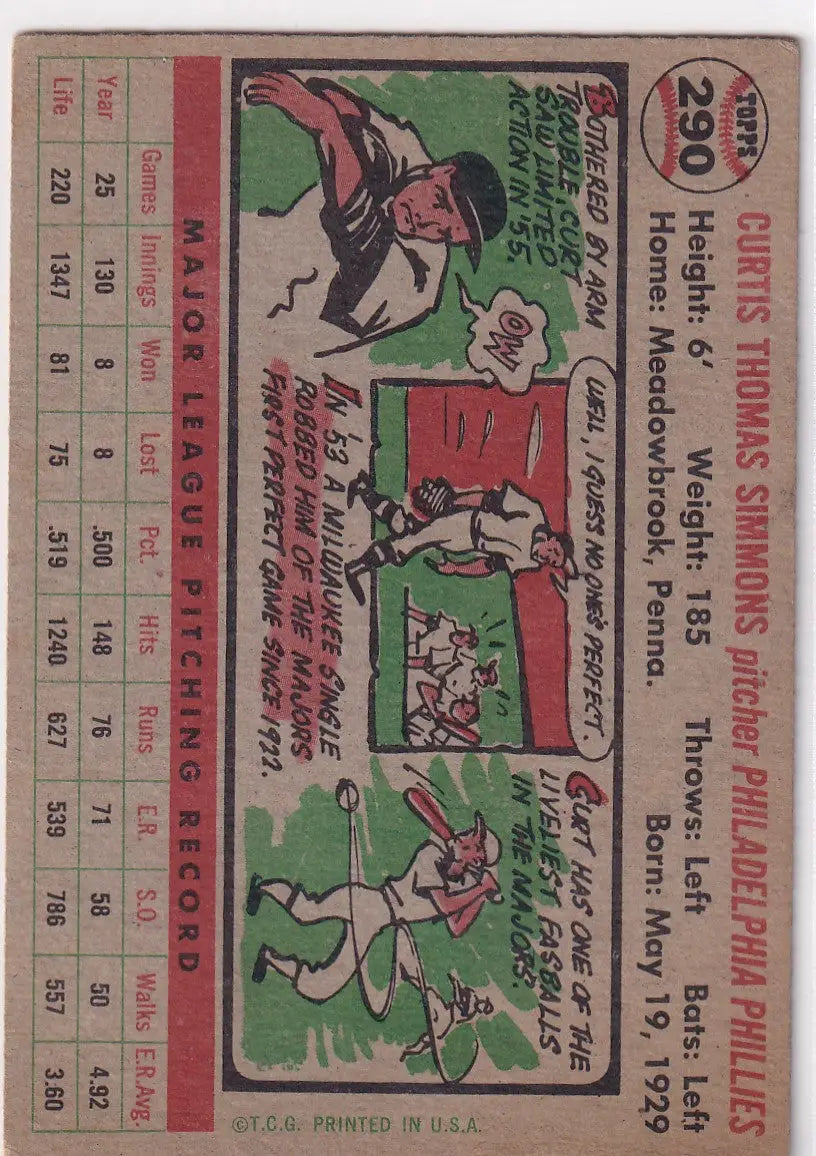 TOPPS
290
CURTIS THOMAS SIMMONS pitcher PHILADELPHIA PHILLIES
Height: 6' Weight: 185 Throws: Left Bats: Left
Home: Meadowbrook, Penna. Born: May 19, 1929
BOTHERED BY ARM
TROUBLE, CURT
SAW LIMITED
ACTION IN '55.
OW
WELL, I GUESS NO ONE'S PERFECT.
IN '53 A MILWAUKEE SINGLE
ROBBED HIM OF THE MAJORS
FIRST PERFECT GAME SINCE 1922.
CURT HAS ONE OF THE
LIVELIEST FASBALLS
IN THE MAJORS.
MAJOR LEAGUE PITCHING RECORD
Games Innings Won Lost Pct. Hits Runs E.R. S.O. Walks E.R.Avg.
Year 25 130 8 8 .500 148 76 71 58 50 4.92
Life 220 1347 81 75 .519 1240 627 539 786 557 3.60
©T.C.G. PRINTED IN U.S.A.